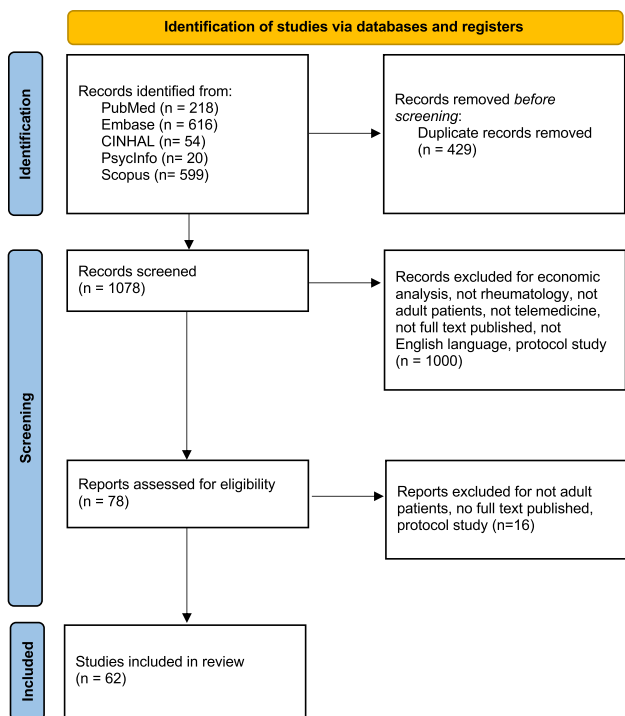 Identification of studies via databases and registers
Identification
Records identified from:
PubMed (n = 218)
Embase (n = 616)
CINHAL (n= 54)
PsycInfo (n= 20)
Scopus (n= 599)
Records removed before
screening:
Duplicate records removed
(n = 429)
Screening
Records screened
(n = 1078)
Records excluded for economic
analysis, not rheumatology, not
adult patients, not telemedicine,
not full text published, not
English language, protocol study
(n = 1000)
Reports assessed for eligibility
(n = 78)
Reports excluded for not adult
patients, no full text published,
protocol study (n=16)
Included
Studies included in review
(n = 62)